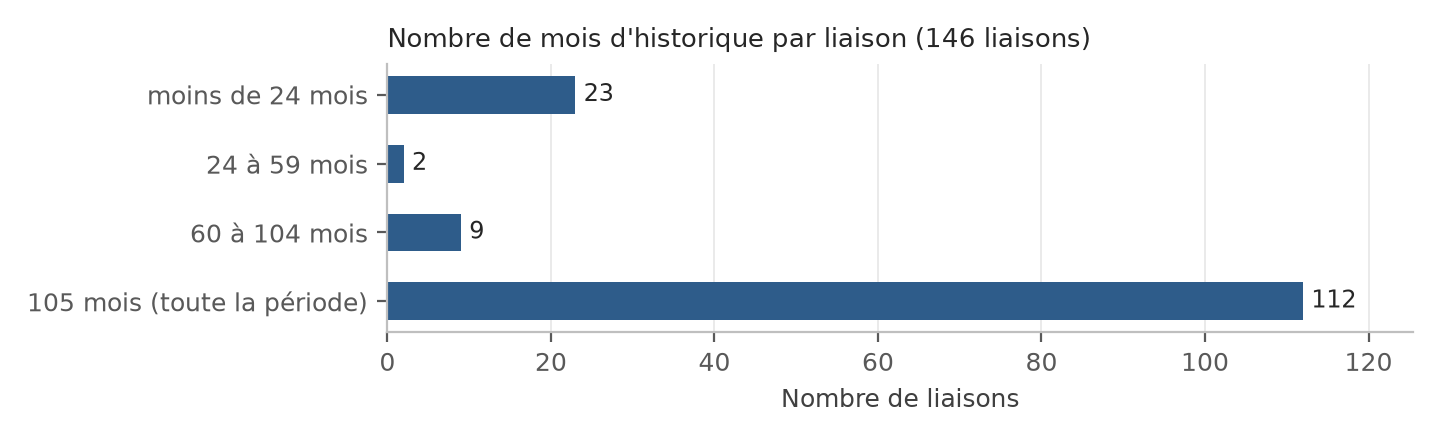 Nombre de mois d'historique par liaison (146 liaisons)
moins de 24 mois 23
24 à 59 mois 2
60 à 104 mois 9
105 mois (toute la période) 112
0 20 40 60 80 100 120
Nombre de liaisons